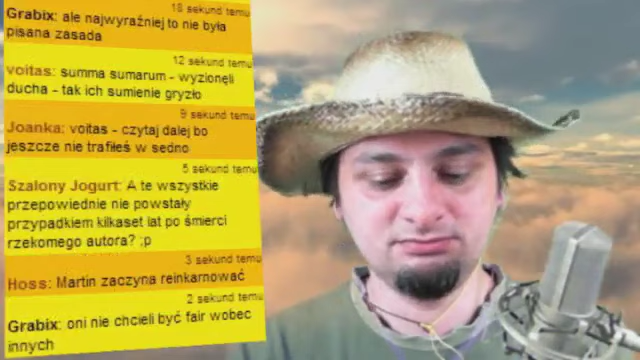 18 sekund temu
Grabix: ale najwyraźniej to nie była
pisana zasada
12 sekund temu
voitas: summa sumarum - wyzionęli
ducha - tak ich sumienie gryzło
9 sekund temu
Joanka: voitas - czytaj dalej bo
jeszcze nie trafiłeś w sedno
5 sekund temu
Szalony Jogurt: A te wszystkie
przepowiednie nie powstały
przypadkiem kilkaset lat po śmierci
rzekomego autora? ;p
3 sekund temu
Hoss: Martin zaczyna reinkarnować
2 sekund temu
Grabix: oni nie chcieli być fair wobec
innych